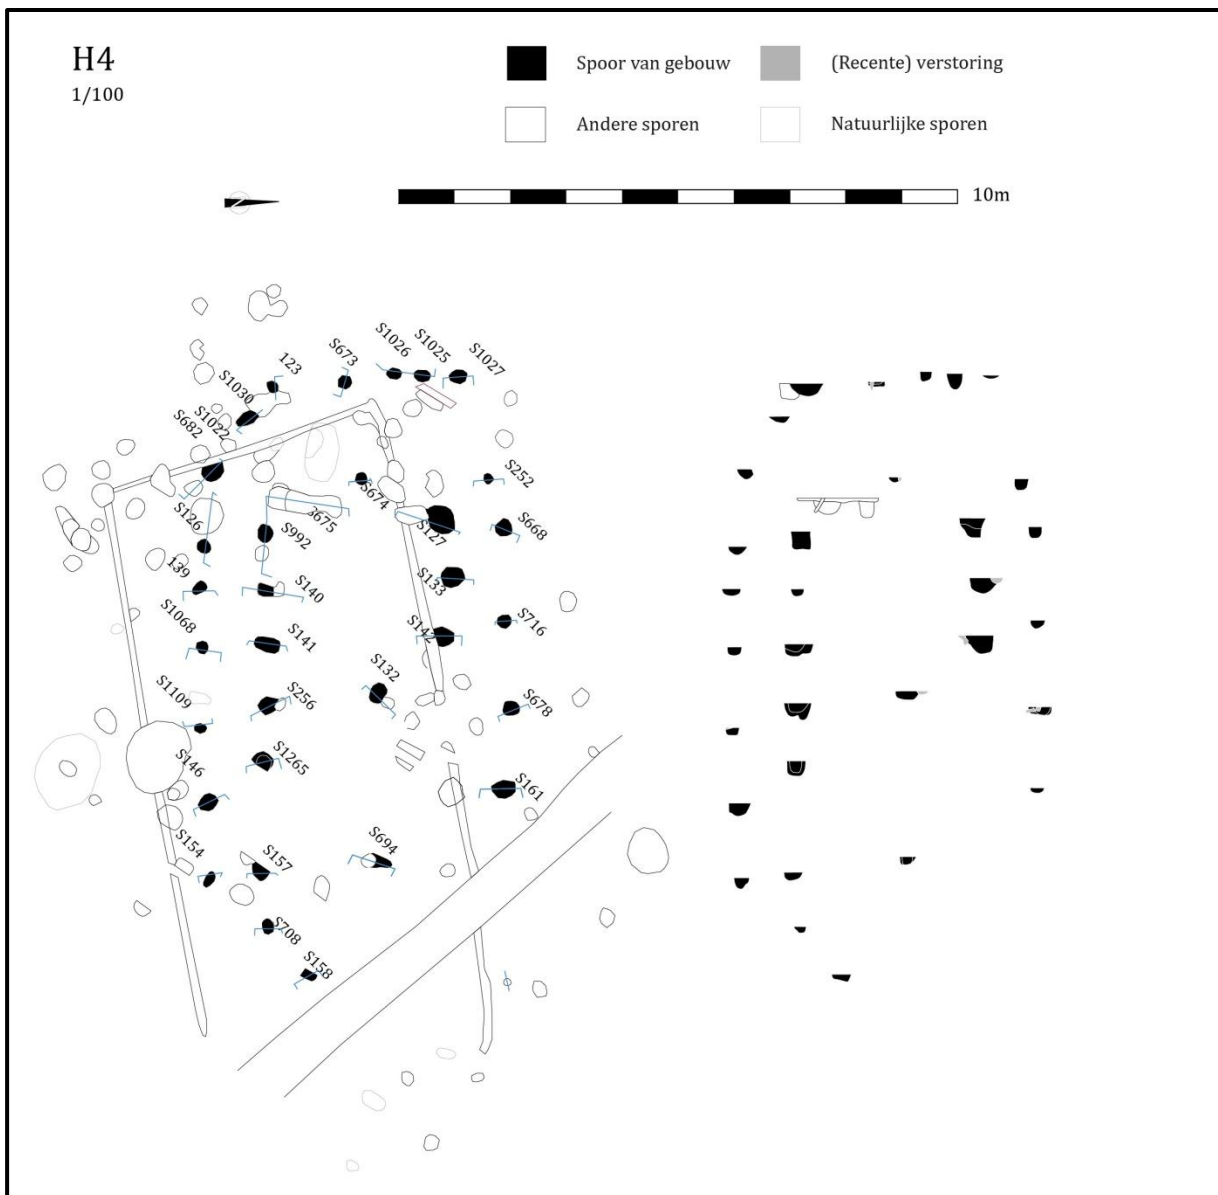 H4
1/100
Spoor van gebouw
(Recente) verstoring
Andere sporen
Natuurlijke sporen
10m
S1026
S1025
S1027
S673
123
S1030
S1022
S682
S252
S674
S675
S668
S127
S126
S992
139
S140
S133
S1068
S141
S142
S716
S132
S1109
S256
S678
S1265
S146
S161
S154
S157
S694
S708
S158